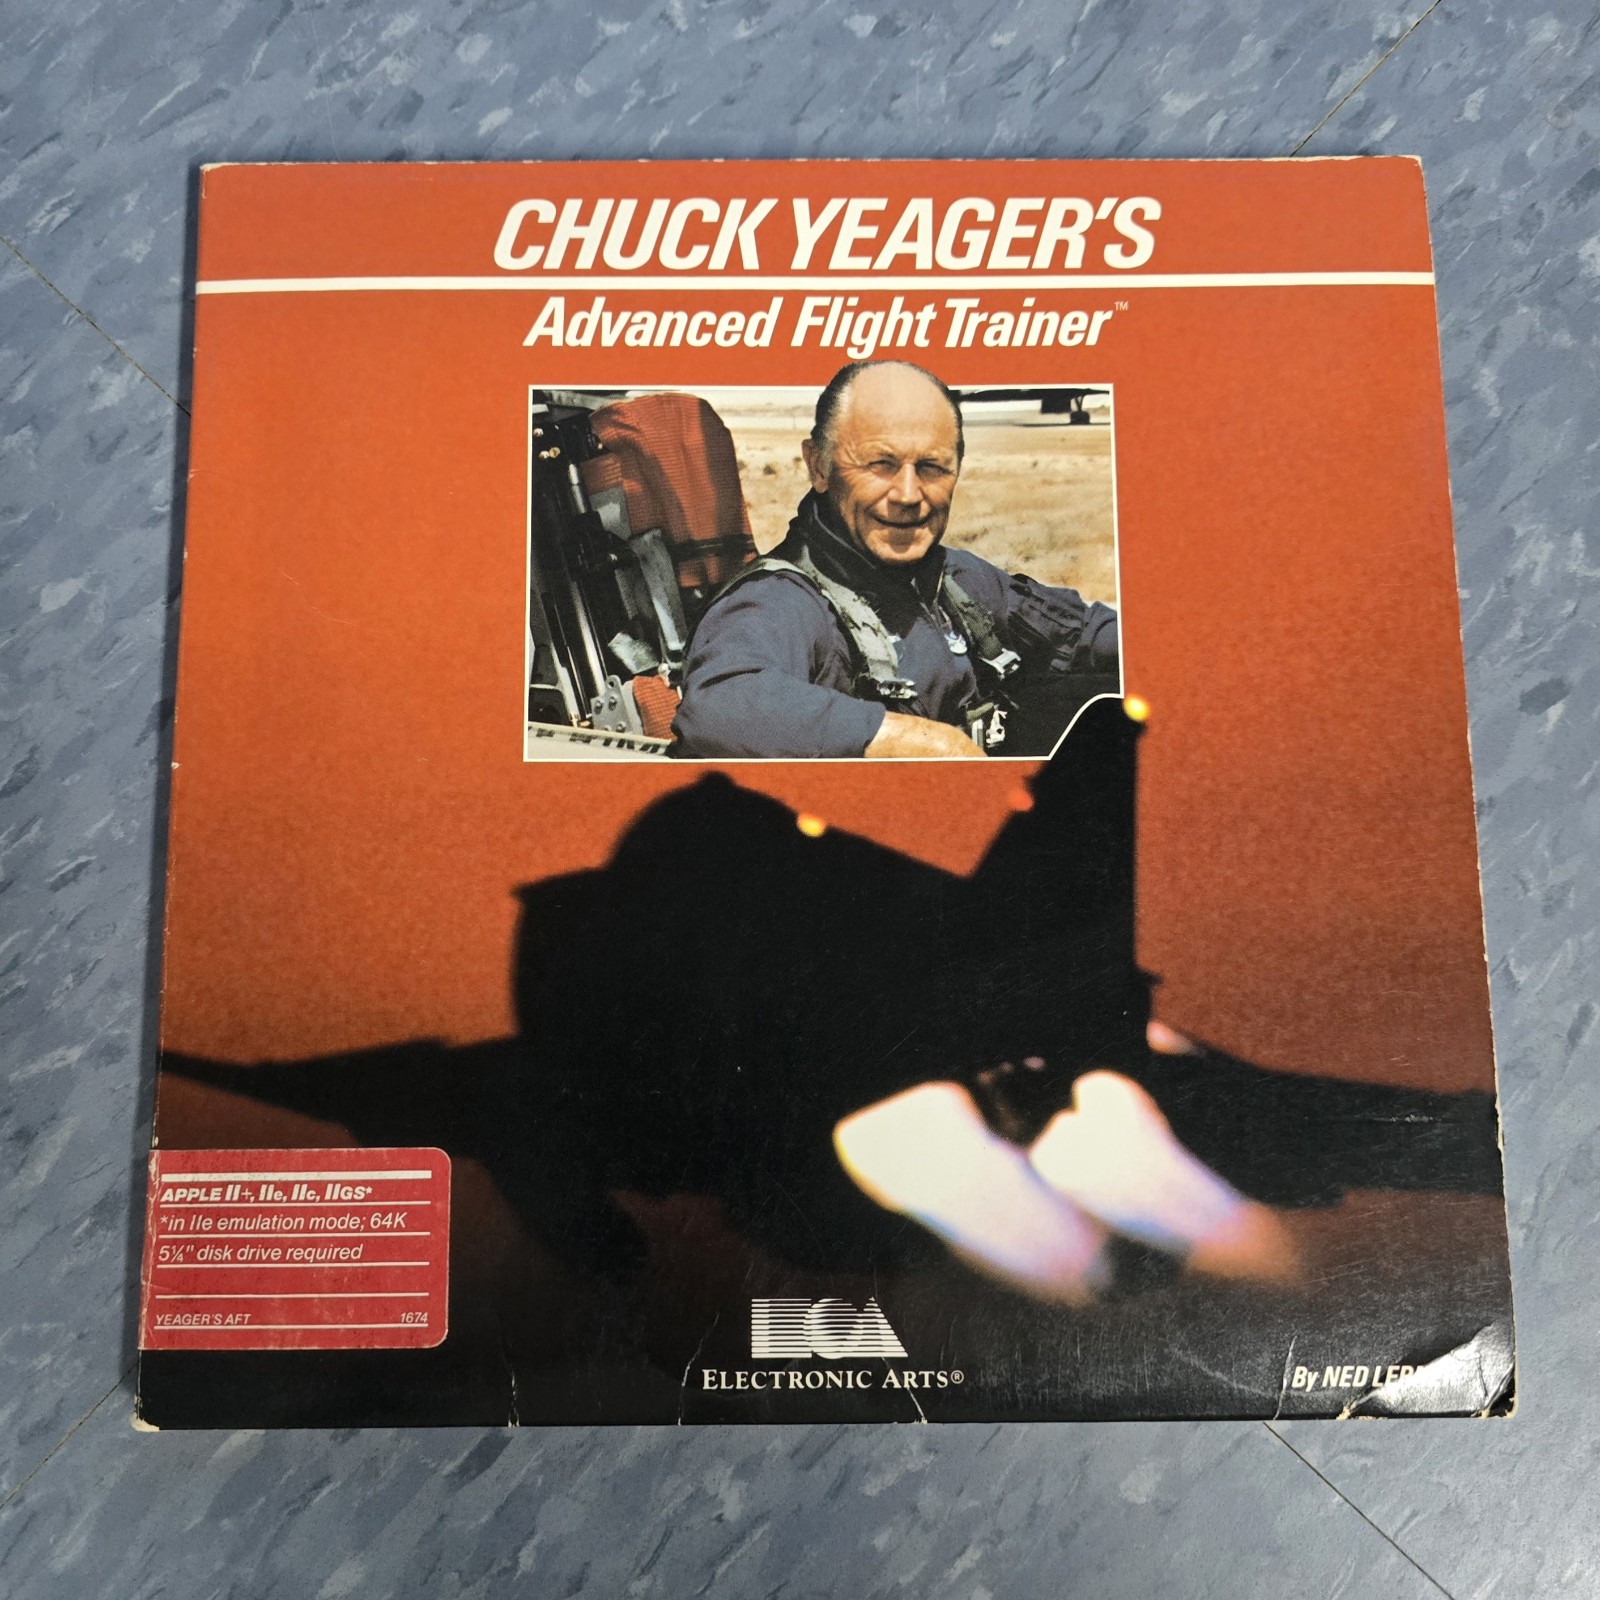 CHUCK YEAGER'S
Advanced Flight Trainer™
APPLE II+, IIe, IIc, IIGS*
*in IIe emulation mode; 64K
5¼" disk drive required
YEAGER'S AFT 1674
ELECTRONIC ARTS®
By NED